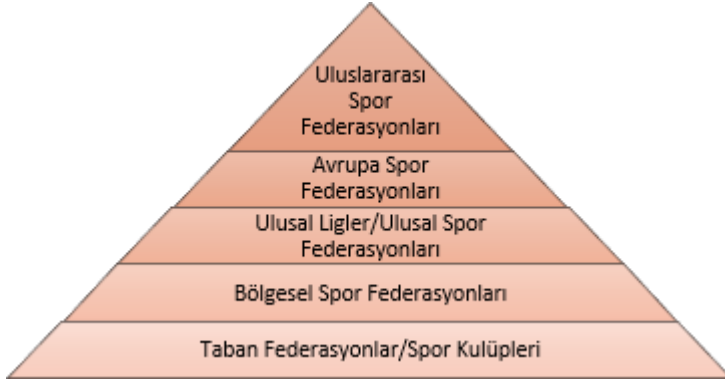 Uluslararası
Spor
Federasyonları
Avrupa Spor
Federasyonları
Ulusal Ligler/Ulusal Spor
Federasyonları
Bölgesel Spor Federasyonları
Taban Federasyonlar/Spor Kulüpleri